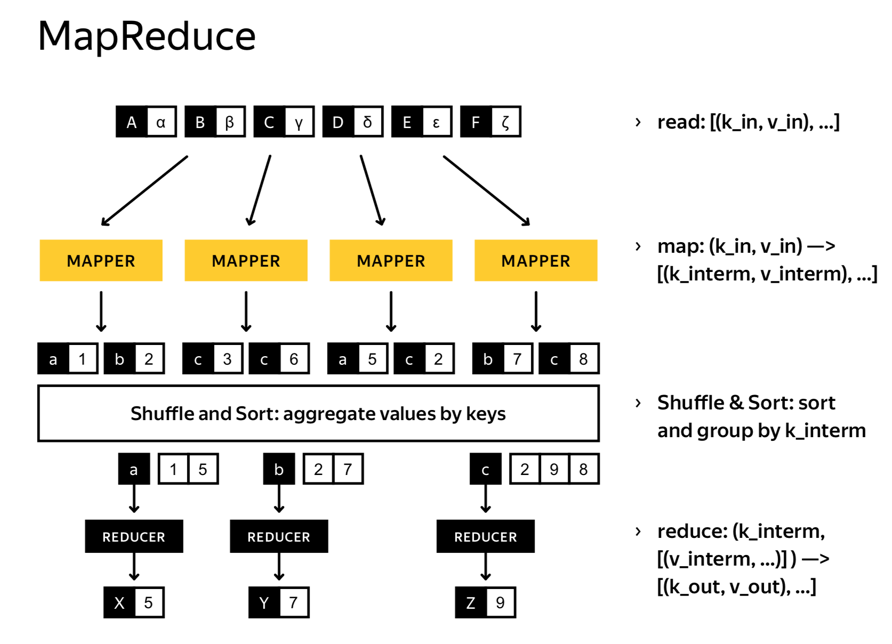 MapReduce
A α B β C γ D δ E ε F ζ
› read: [(k_in, v_in), ...]
MAPPER MAPPER MAPPER MAPPER
› map: (k_in, v_in) —>
[(k_interm, v_interm), ...]
a 1 b 2 c 3 c 6 a 5 c 2 b 7 c 8
Shuffle and Sort: aggregate values by keys
› Shuffle & Sort: sort
and group by k_interm
a 1 5 b 2 7 c 2 9 8
REDUCER REDUCER REDUCER
› reduce: (k_interm,
[(v_interm, ...)] ) —>
[(k_out, v_out), ...]
X 5 Y 7 Z 9